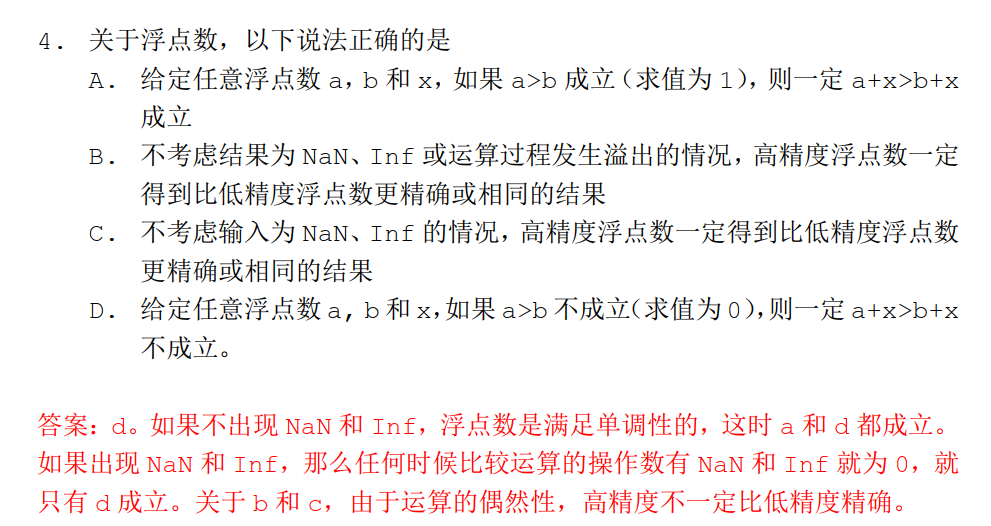 4. 关于浮点数，以下说法正确的是
A. 给定任意浮点数 a，b 和 x，如果 a>b 成立（求值为 1），则一定 a+x>b+x
成立
B. 不考虑结果为 NaN、Inf 或运算过程发生溢出的情况，高精度浮点数一定
得到比低精度浮点数更精确或相同的结果
C. 不考虑输入为 NaN、Inf 的情况，高精度浮点数一定得到比低精度浮点数
更精确或相同的结果
D. 给定任意浮点数 a, b 和 x，如果 a>b 不成立（求值为 0），则一定 a+x>b+x
不成立。
答案：d。如果不出现 NaN 和 Inf，浮点数是满足单调性的，这时 a 和 d 都成立。
如果出现 NaN 和 Inf，那么任何时候比较运算的操作数有 NaN 和 Inf 就为 0，就
只有 d 成立。关于 b 和 c，由于运算的偶然性，高精度不一定比低精度精确。